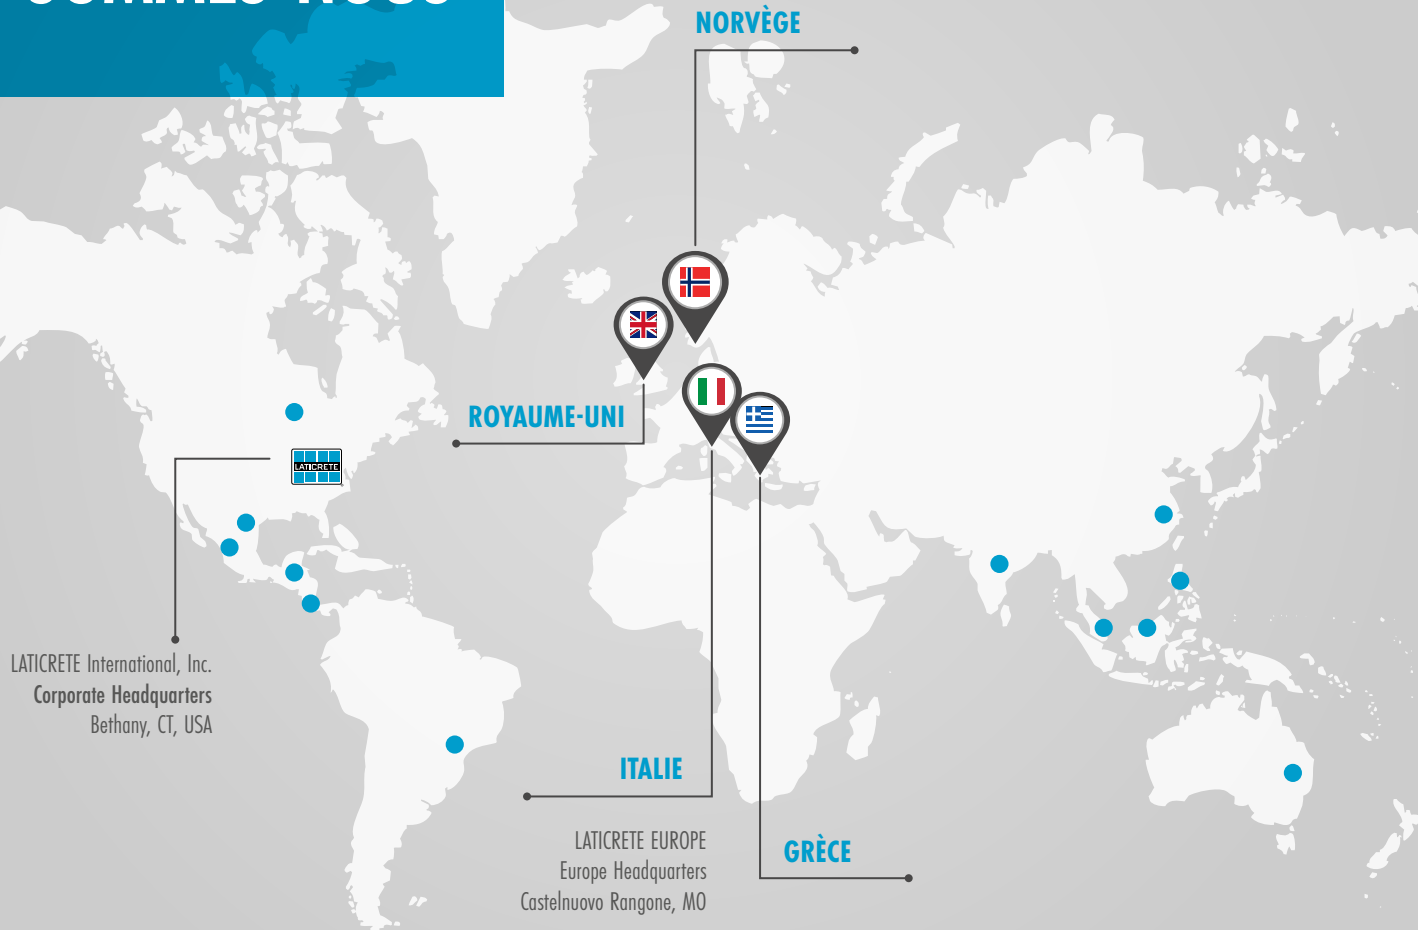 NORVÈGE
ROYAUME-UNI
LATICRETE
LATICRETE International, Inc.
Corporate Headquarters
Bethany, CT, USA
ITALIE
LATICRETE EUROPE
Europe Headquarters
Castelnuovo Rangone, MO
GRÈCE